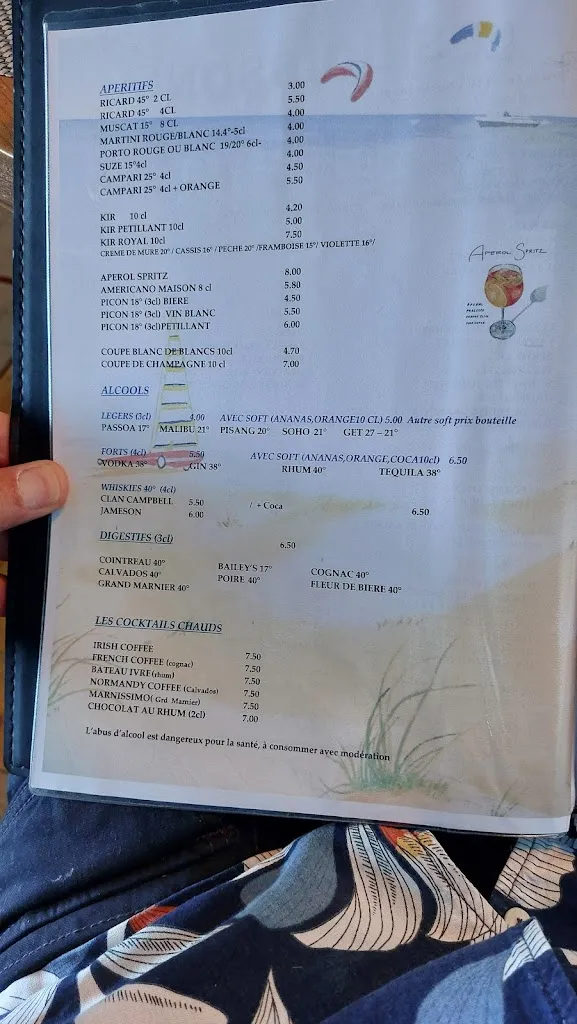 APERITIFS
RICARD 45° 2 CL 3.00
RICARD 45° 4CL 5.50
MUSCAT 15° 8 CL 4.00
MARTINI ROUGE/BLANC 14.4°-5cl 4.00
PORTO ROUGE OU BLANC 19/20° 6cl- 4.00
SUZE 15°4cl 4.00
CAMPARI 25° 4cl 4.50
CAMPARI 25° 4cl + ORANGE 5.50
KIR 10 cl 4.20
KIR PETILLANT 10cl 5.00
KIR ROYAL 10cl 7.50
CREME DE MURE 20° / CASSIS 16° / PECHE 20° /FRAMBOISE 15°/ VIOLETTE 16°/
APEROL SPRITZ
APEROL SPRITZ 8.00
AMERICANO MAISON 8 cl 5.80
PICON 18° (3cl) BIERE 4.50
PICON 18° (3cl) VIN BLANC 5.50
PICON 18° (3cl)PETILLANT 6.00
COUPE BLANC DE BLANCS 10cl 4.70
COUPE DE CHAMPAGNE 10 cl 7.00
ALCOOLS
LEGERS (3cl) 4.00 AVEC SOFT (ANANAS,ORANGE10 CL) 5.00 Autre soft prix bouteille
PASSOA 17° MALIBU 21° PISANG 20° SOHO 21° GET 27 – 21°
FORTS (4cl) 5.50 AVEC SOFT (ANANAS,ORANGE,COCA10cl) 6.50
VODKA 38° GIN 38° RHUM 40° TEQUILA 38°
WHISKIES 40° (4cl)
CLAN CAMPBELL 5.50 / + Coca 6.50
JAMESON 6.00
DIGESTIFS (3cl) 6.50
COINTREAU 40° BAILEY'S 17° COGNAC 40°
CALVADOS 40° POIRE 40° FLEUR DE BIERE 40°
GRAND MARNIER 40°
LES COCKTAILS CHAUDS
IRISH COFFEE 7.50
FRENCH COFFEE (cognac) 7.50
BATEAU IVRE (rhum) 7.50
NORMANDY COFFEE (Calvados) 7.50
MARNISSIMO( Grd Marnier) 7.50
CHOCOLAT AU RHUM (2cl) 7.00
L'abus d'alcool est dangereux pour la santé, à consommer avec modération